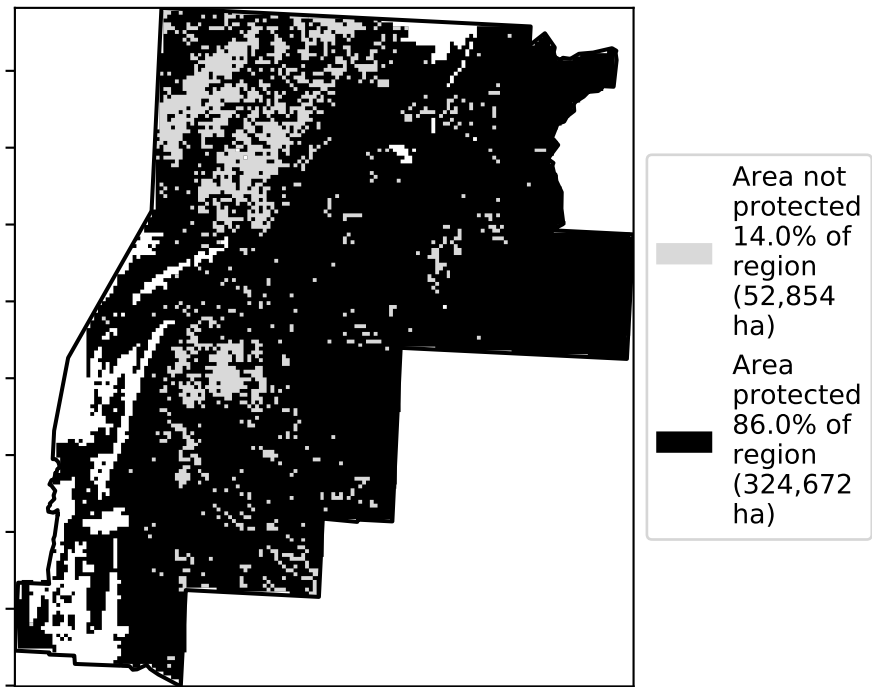 Area not
protected
14.0% of
region
(52,854
ha)
Area
protected
86.0% of
region
(324,672
ha)